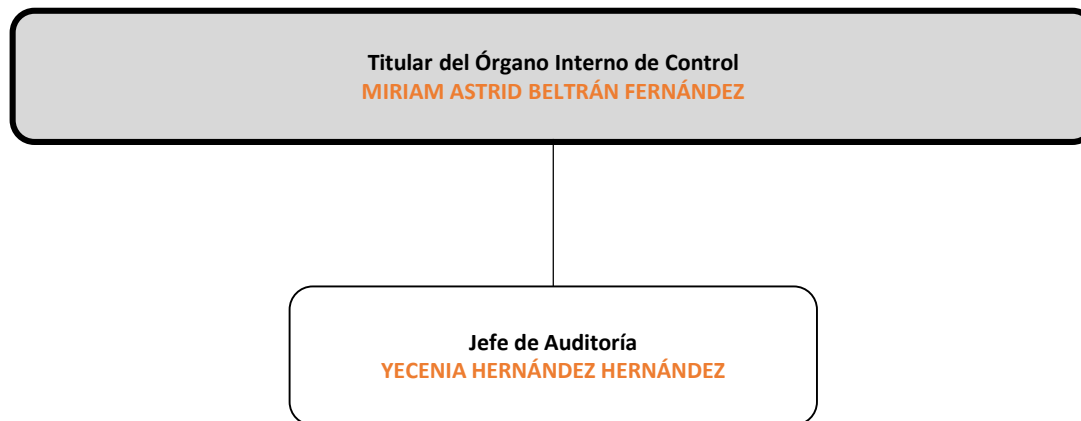 Titular del Órgano Interno de Control
MIRIAM ASTRID BELTRÁN FERNÁNDEZ
Jefe de Auditoría
YECENIA HERNÁNDEZ HERNÁNDEZ